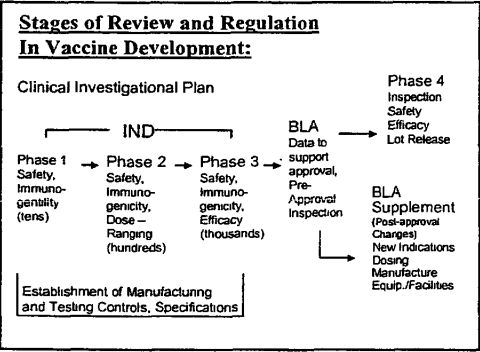 Stages of Review and Regulation
In Vaccine Development:
Clinical Investigational Plan
IND
Phase 1
Safety,
Immuno-
gentility
(tens)
Phase 2
Safety,
Immuno-
genicity,
Dose –
Ranging
(hundreds)
Phase 3
Safety,
Immuno-
genicity,
Efficacy
(thousands)
BLA
Data to
support
approval,
Pre-
Approval
Inspection
Phase 4
Inspection
Safety
Efficacy
Lot Release
BLA
Supplement
(Post-approval
Changes)
New Indications
Dosing
Manufacture
Equip./Facilities
Establishment of Manufacturing
and Testing Controls, Specifications